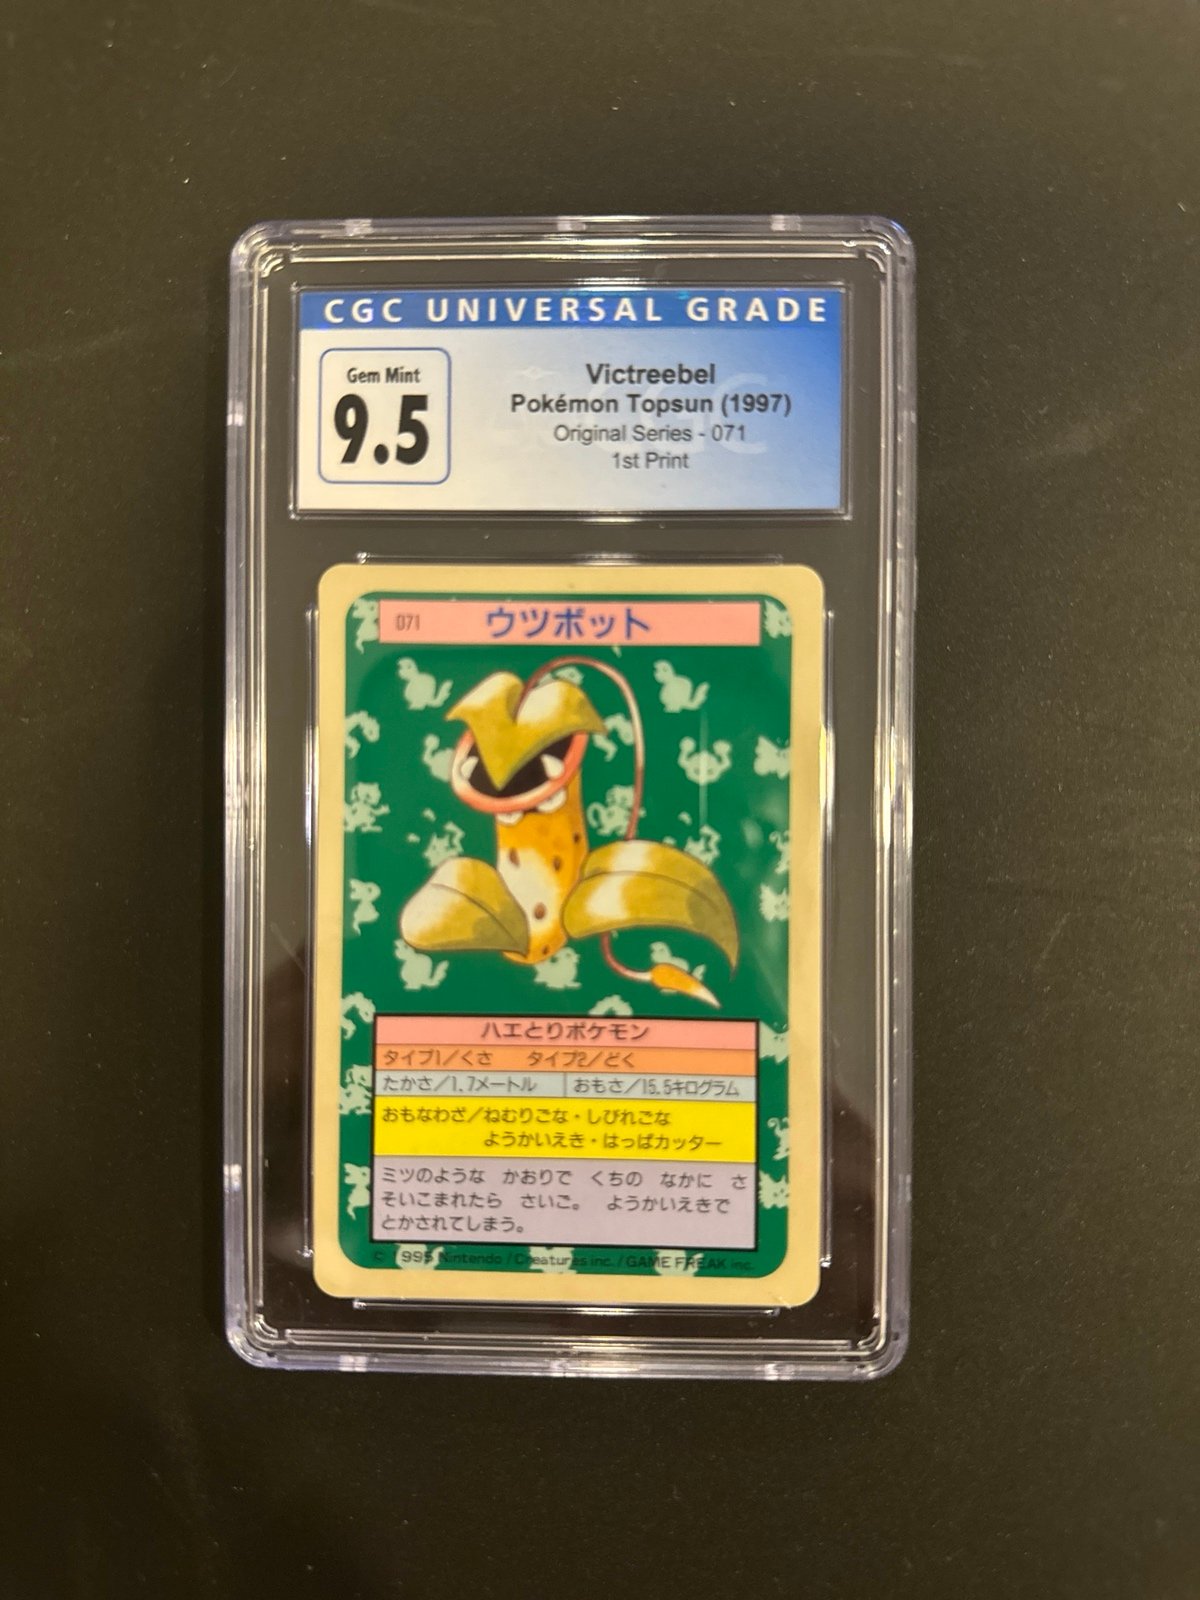 CGC UNIVERSAL GRADE
Gem Mint
9.5
Victreebel
Pokémon Topsun (1997)
Original Series - 071
1st Print
071 ウツボット
ハエとりポケモン
タイプ1/くさ タイプ2/どく
たかさ/1.7メートル おもさ/15.5キログラム
おもなわざ/ねむりごな・しびれごな
ようかいえき・はっぱカッター
ミツのような かおりで くちの なかに さ
そいこまれたら さいご。 ようかいえきで
とかされてしまう。
© 1995 Nintendo / Creatures inc. / GAME FREAK inc.